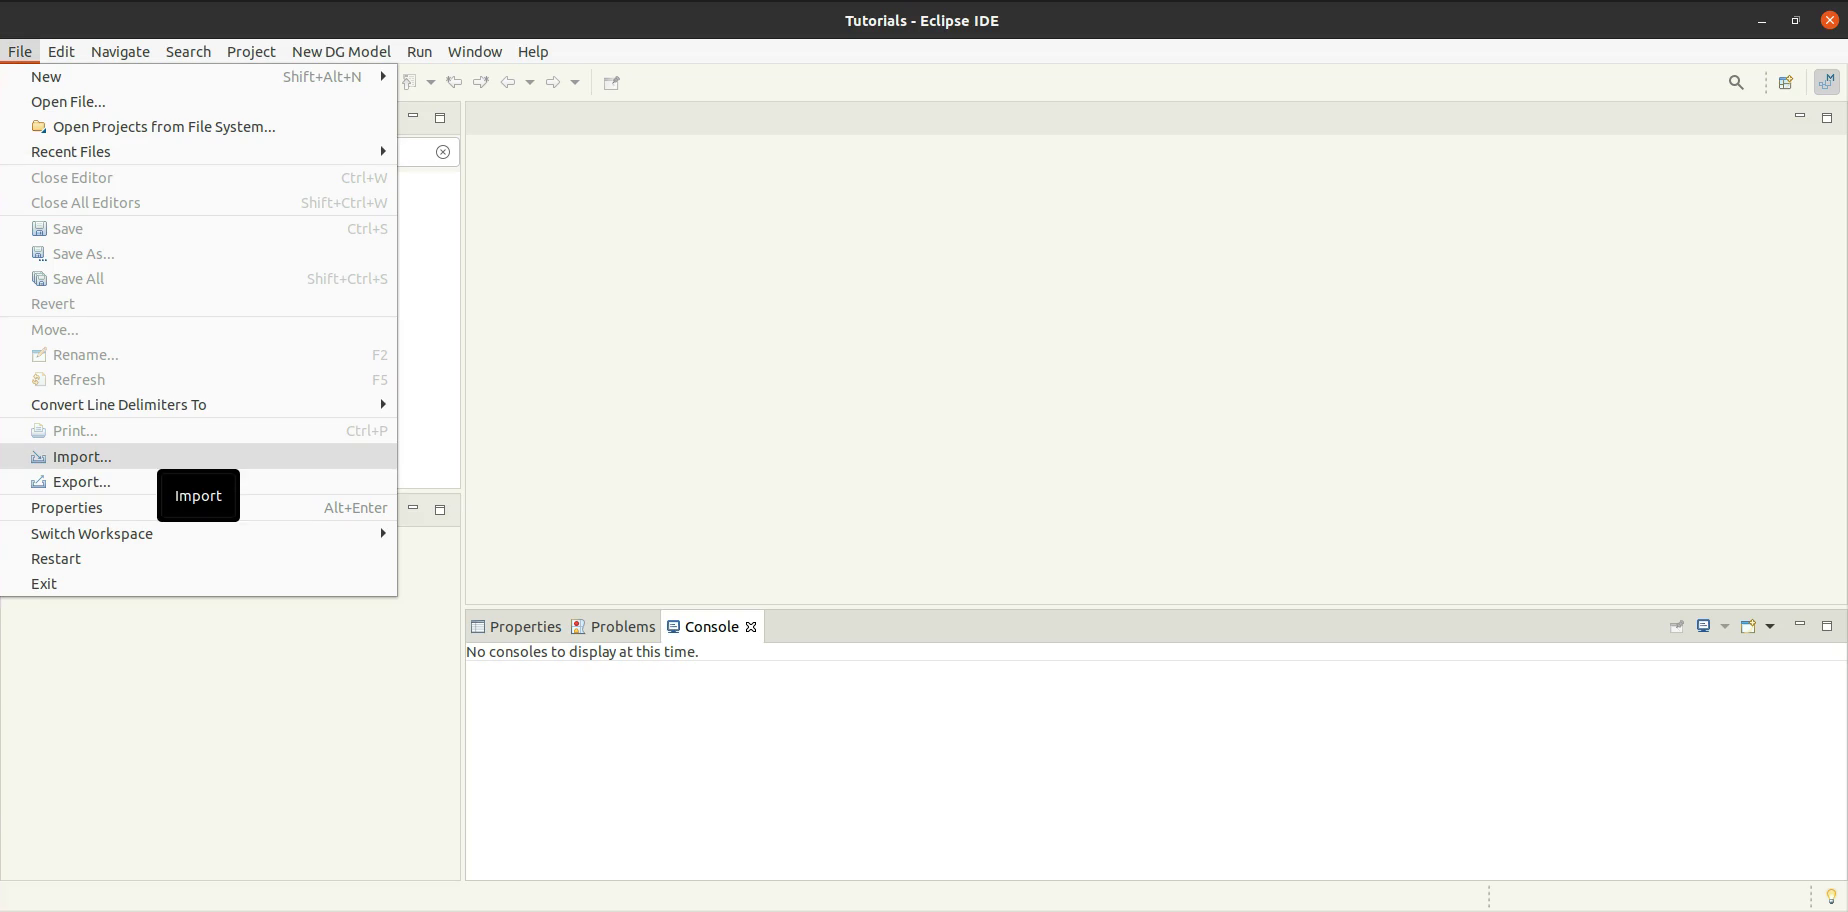 Tutorials - Eclipse IDE
File Edit Navigate Search Project New DG Model Run Window Help
New Shift+Alt+N
Open File...
Open Projects from File System...
Recent Files
Close Editor Ctrl+W
Close All Editors Shift+Ctrl+W
Save Ctrl+S
Save As...
Save All Shift+Ctrl+S
Revert
Move...
Rename... F2
Refresh F5
Convert Line Delimiters To
Print... Ctrl+P
Import...
Export...
Import
Properties Alt+Enter
Switch Workspace
Restart
Exit
Properties Problems Console
No consoles to display at this time.
M